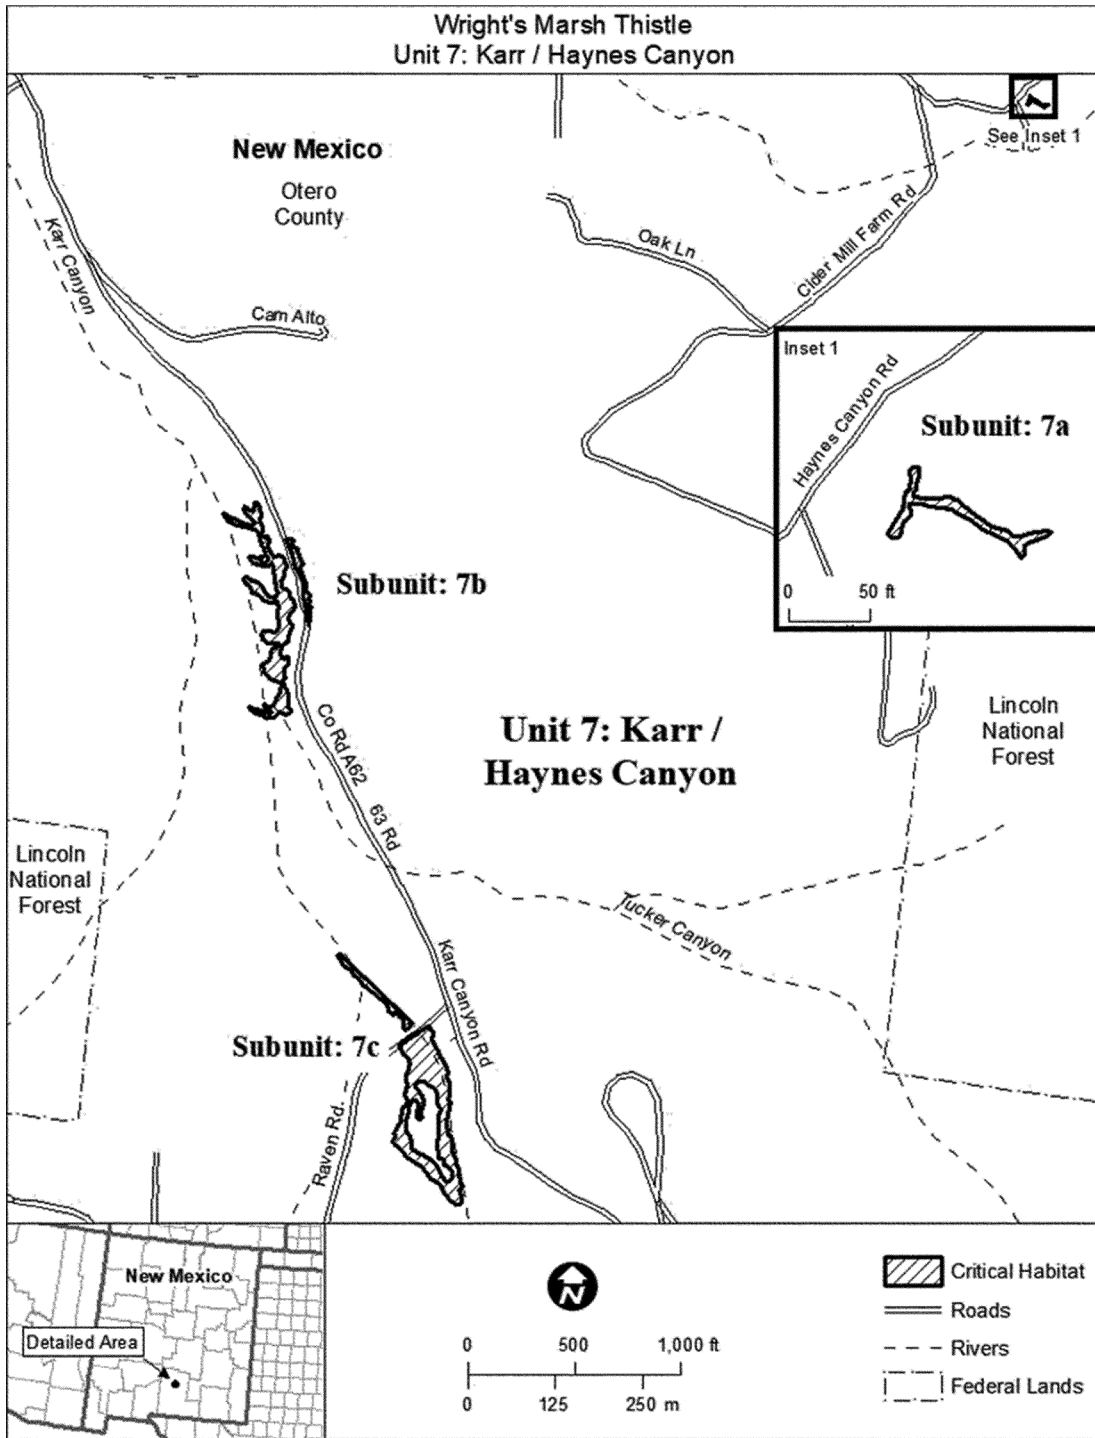 Wright's Marsh Thistle
Unit 7: Karr / Haynes Canyon
New Mexico
Otero
County
See Inset 1
Karr Canyon
Cam Alto
Oak Ln
Cider Mill Farm Rd
Inset 1
Haynes Canyon Rd
Subunit: 7a
0 50 ft
Subunit: 7b
Unit 7: Karr /
Haynes Canyon
Lincoln
National
Forest
Co Rd A62
63 Rd
Lincoln
National
Forest
Tucker Canyon
Karr Canyon Rd
Subunit: 7c
Raven Rd.
New Mexico
Detailed Area
N
0 500 1,000 ft
0 125 250 m
Critical Habitat
Roads
Rivers
Federal Lands